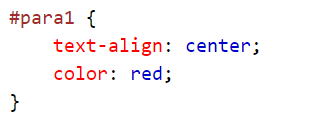 #para1 {
    text-align: center;
    color: red;
}